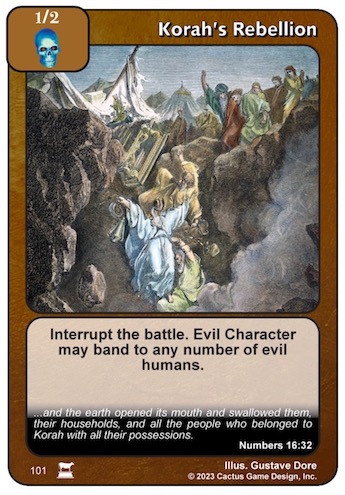 1/2
Korah's Rebellion
Interrupt the battle. Evil Character
may band to any number of evil
humans.
...and the earth opened its mouth and swallowed them,
their households, and all the people who belonged to
Korah with all their possessions.
Numbers 16:32
Illus. Gustave Dore
101
© 2023 Cactus Game Design, Inc.